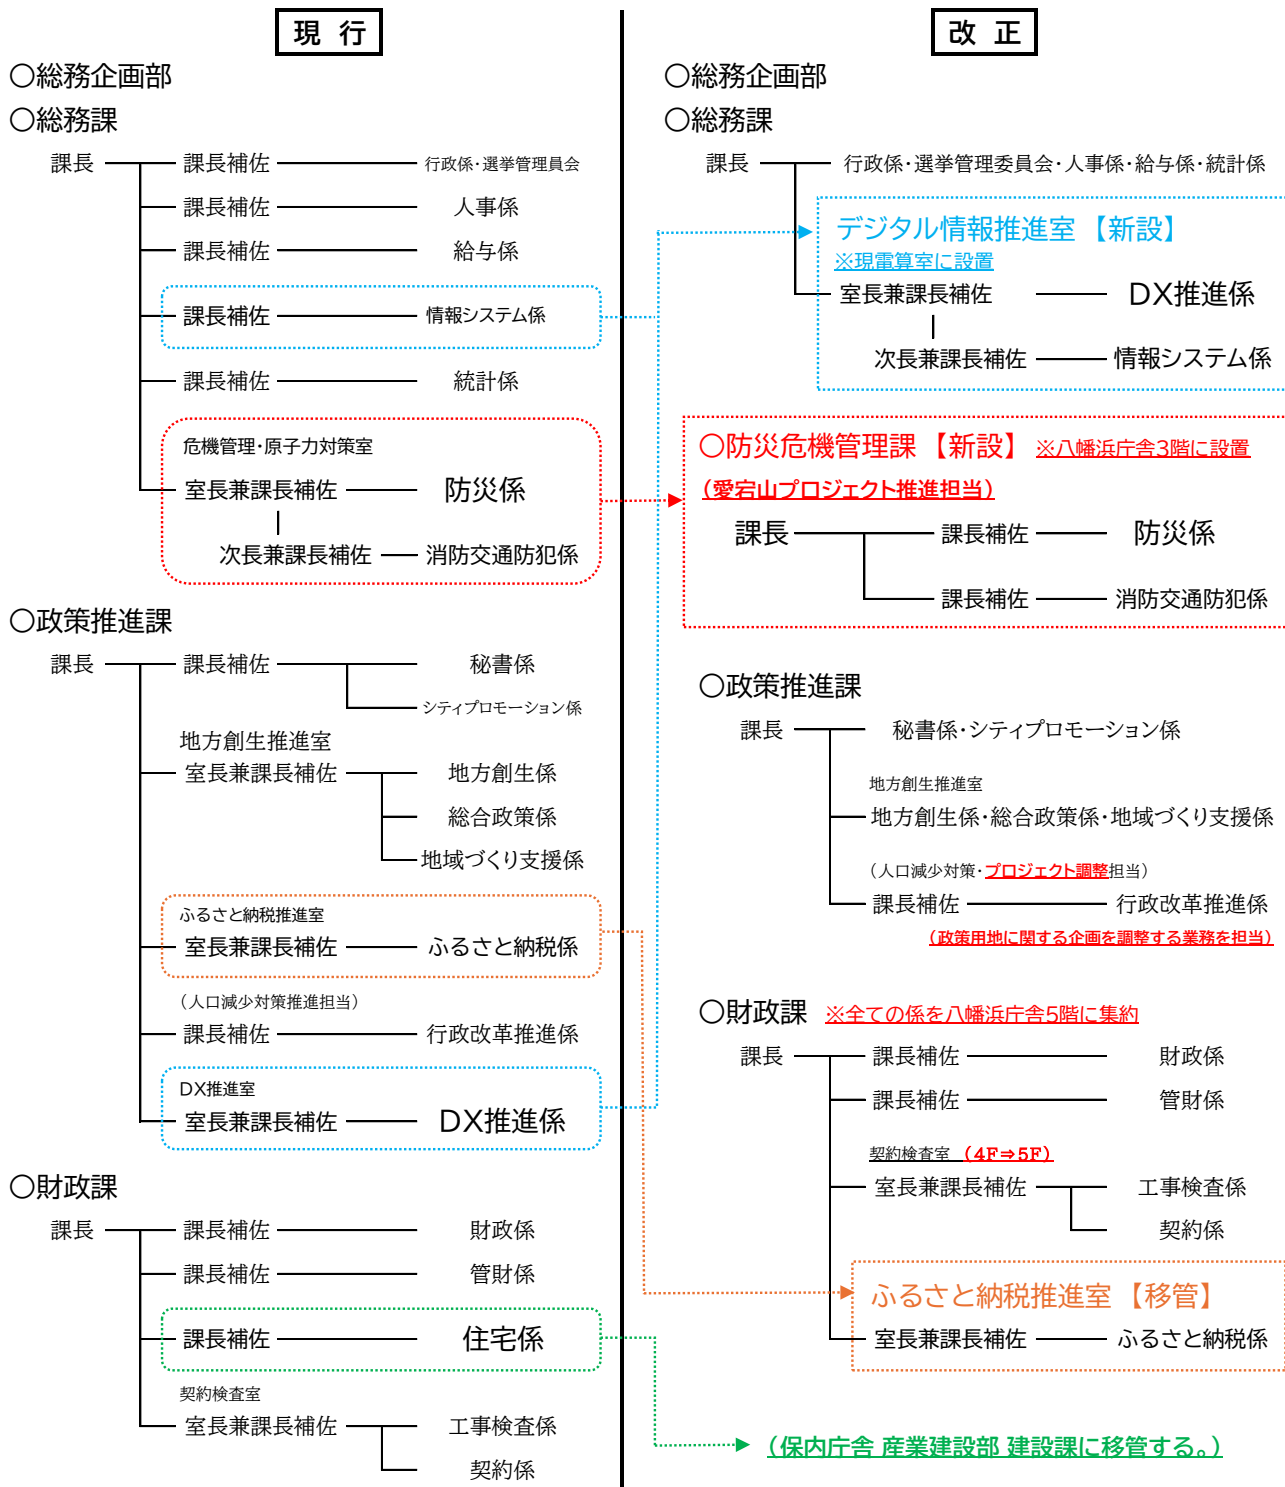 現 行
〇総務企画部
〇総務課
課長 課長補佐 行政係・選挙管理員会
課長補佐 人事係
課長補佐 給与係
課長補佐 情報システム係
課長補佐 統計係
危機管理・原子力対策室
室長兼課長補佐 防災係
次長兼課長補佐 消防交通防犯係
〇政策推進課
課長 課長補佐 秘書係
シティプロモーション係
地方創生推進室
室長兼課長補佐 地方創生係
総合政策係
地域づくり支援係
ふるさと納税推進室
室長兼課長補佐 ふるさと納税係
（人口減少対策推進担当）
課長補佐 行政改革推進係
DX推進室
室長兼課長補佐 DX推進係
〇財政課
課長 課長補佐 財政係
課長補佐 管財係
課長補佐 住宅係
契約検査室
室長兼課長補佐 工事検査係
契約係
改 正
〇総務企画部
〇総務課
課長 行政係・選挙管理委員会・人事係・給与係・統計係
デジタル情報推進室 【新設】
※現電算室に設置
室長兼課長補佐 DX推進係
次長兼課長補佐 情報システム係
〇防災危機管理課 【新設】 ※八幡浜庁舎3階に設置
（愛宕山プロジェクト推進担当）
課長 課長補佐 防災係
課長補佐 消防交通防犯係
〇政策推進課
課長 秘書係・シティプロモーション係
地方創生推進室
地方創生係・総合政策係・地域づくり支援係
（人口減少対策・プロジェクト調整担当）
課長補佐 行政改革推進係
（政策用地に関する企画を調整する業務を担当）
〇財政課 ※全ての係を八幡浜庁舎5階に集約
課長 課長補佐 財政係
課長補佐 管財係
契約検査室 （4F⇒5F）
室長兼課長補佐 工事検査係
契約係
ふるさと納税推進室 【移管】
室長兼課長補佐 ふるさと納税係
（保内庁舎 産業建設部 建設課に移管する。）